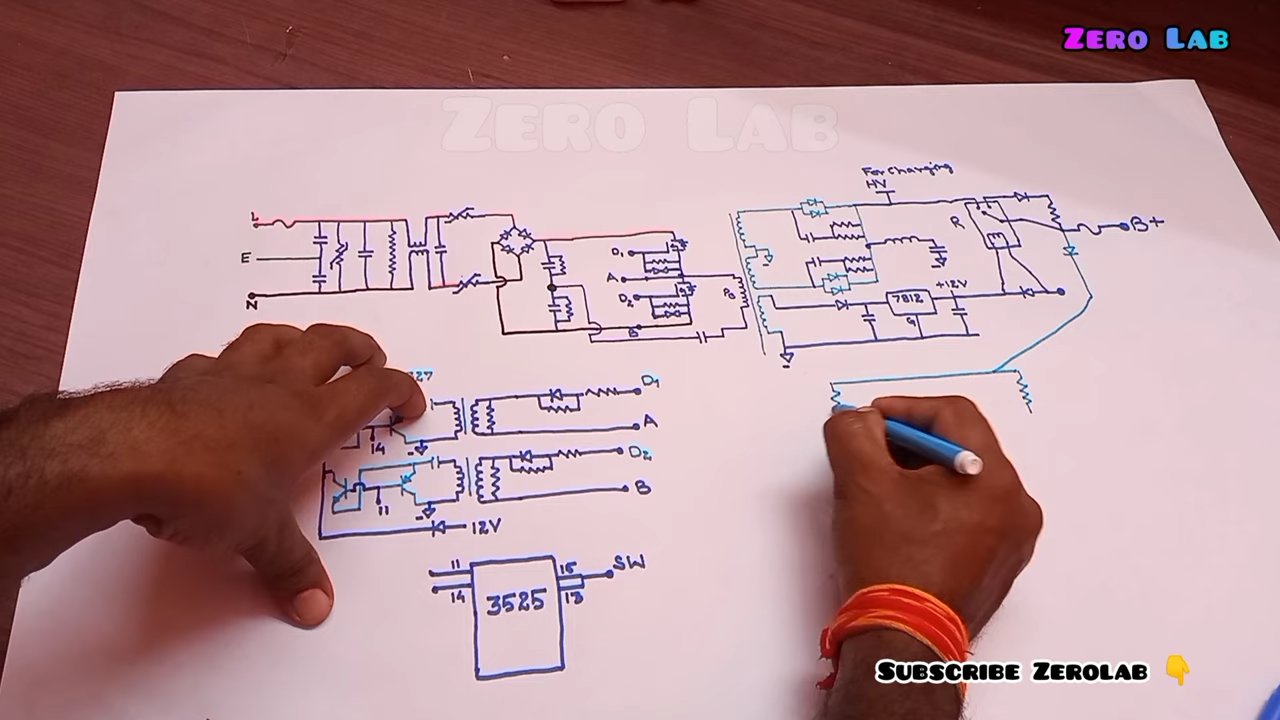 ZERO LAB
ZERO LAB
For Charging
HV
L
E
N
D1
A
D2
B
R
B+
+12V
7812
G
D1
A
14
D2
B
11
12V
11
14
3525
15
13
SW
SUBSCRIBE ZEROLAB 👇